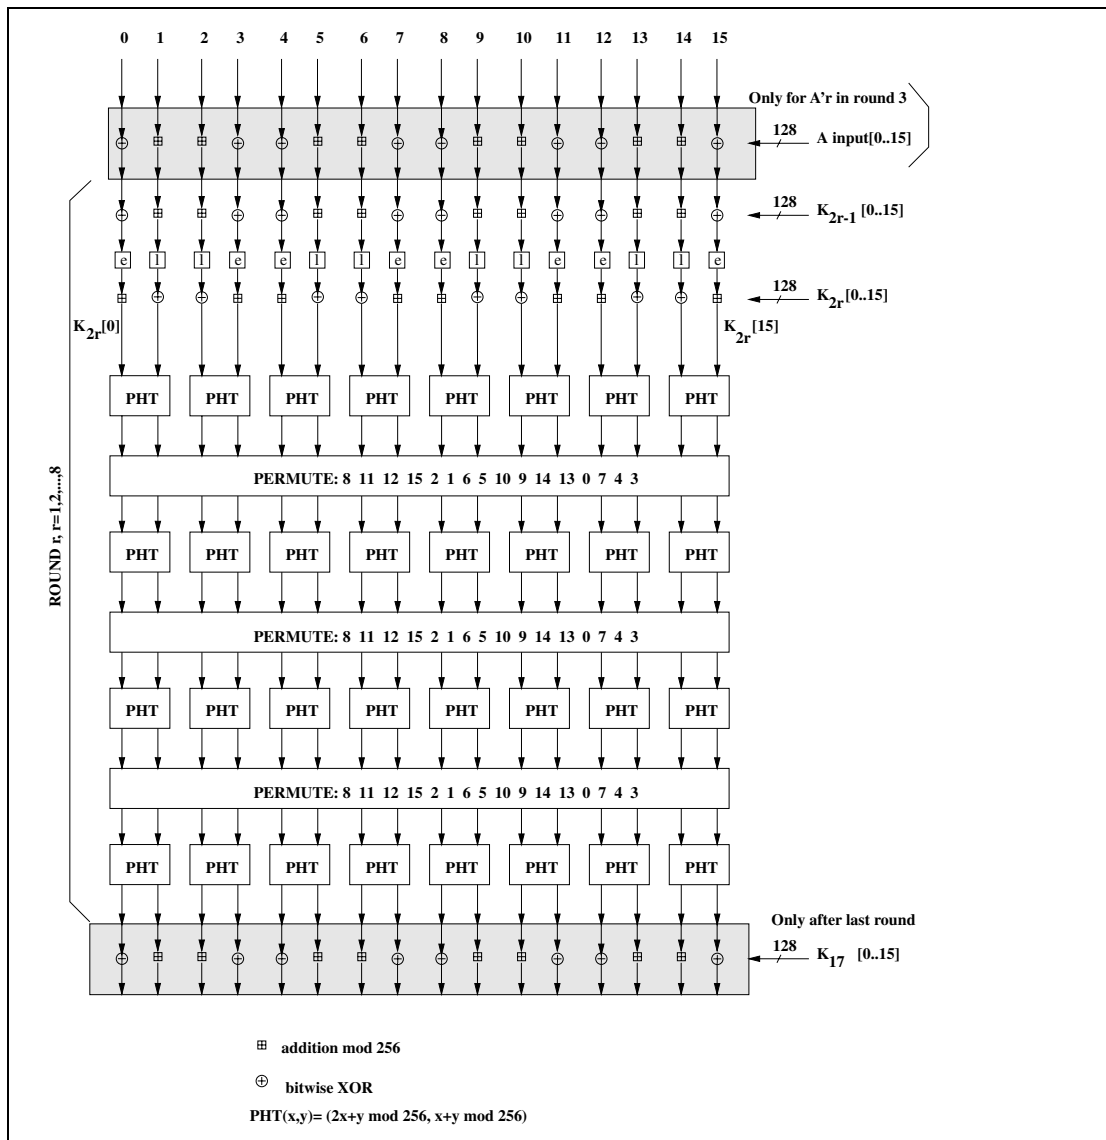 0 1 2 3 4 5 6 7 8 9 10 11 12 13 14 15
Only for A'r in round 3
128
A input[0..15]
128
K2r-1 [0..15]
e l l e e l l e e l l e e l l e
128
K2r [0..15]
K2r[0]
K2r[15]
PHT PHT PHT PHT PHT PHT PHT PHT
PERMUTE: 8 11 12 15 2 1 6 5 10 9 14 13 0 7 4 3
PHT PHT PHT PHT PHT PHT PHT PHT
ROUND r, r=1,2,...,8
PERMUTE: 8 11 12 15 2 1 6 5 10 9 14 13 0 7 4 3
PHT PHT PHT PHT PHT PHT PHT PHT
PERMUTE: 8 11 12 15 2 1 6 5 10 9 14 13 0 7 4 3
PHT PHT PHT PHT PHT PHT PHT PHT
Only after last round
128
K17 [0..15]
addition mod 256
bitwise XOR
PHT(x,y)= (2x+y mod 256, x+y mod 256)